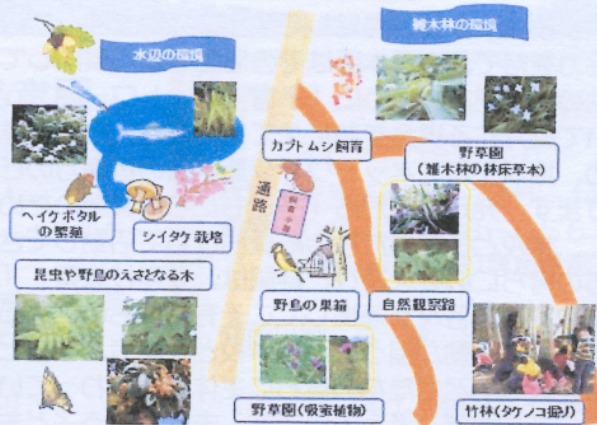 水辺の環境
雑木林の環境
カブトムシ飼育
野草園
(雑木林の林床草本)
通路
飼育小屋
ヘイケボタル
の繁殖
シイタケ栽培
昆虫や野鳥のえさとなる木
野鳥の巣箱
自然観察路
野草園(吸蜜植物)
竹林(タケノコ掘り)